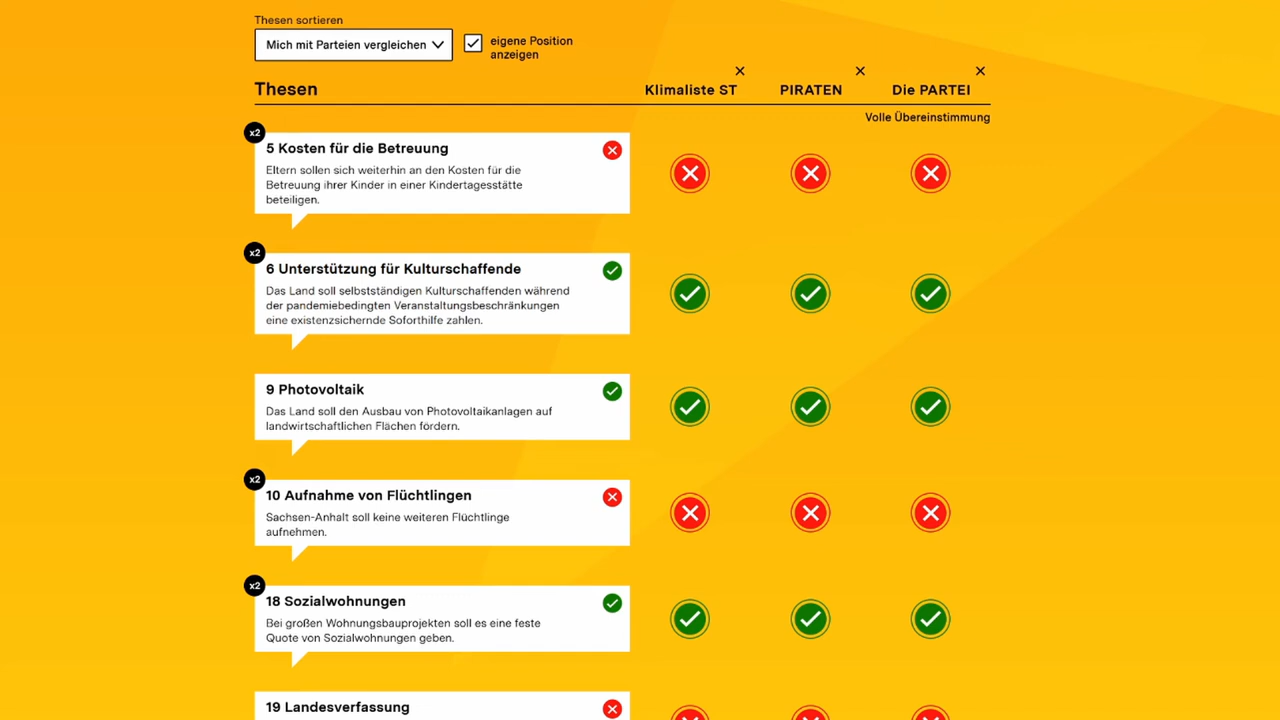 Thesen sortieren
Mich mit Parteien vergleichen
eigene Position
anzeigen
Thesen
Klimaliste ST
PIRATEN
Die PARTEI
Volle Übereinstimmung
x2
5 Kosten für die Betreuung
Eltern sollen sich weiterhin an den Kosten für die
Betreuung ihrer Kinder in einer Kindertagesstätte
beteiligen.
x2
6 Unterstützung für Kulturschaffende
Das Land soll selbstständigen Kulturschaffenden während
der pandemiebedingten Veranstaltungsbeschränkungen
eine existenzsichernde Soforthilfe zahlen.
9 Photovoltaik
Das Land soll den Ausbau von Photovoltaikanlagen auf
landwirtschaftlichen Flächen fördern.
x2
10 Aufnahme von Flüchtlingen
Sachsen-Anhalt soll keine weiteren Flüchtlinge
aufnehmen.
x2
18 Sozialwohnungen
Bei großen Wohnungsbauprojekten soll es eine feste
Quote von Sozialwohnungen geben.
19 Landesverfassung